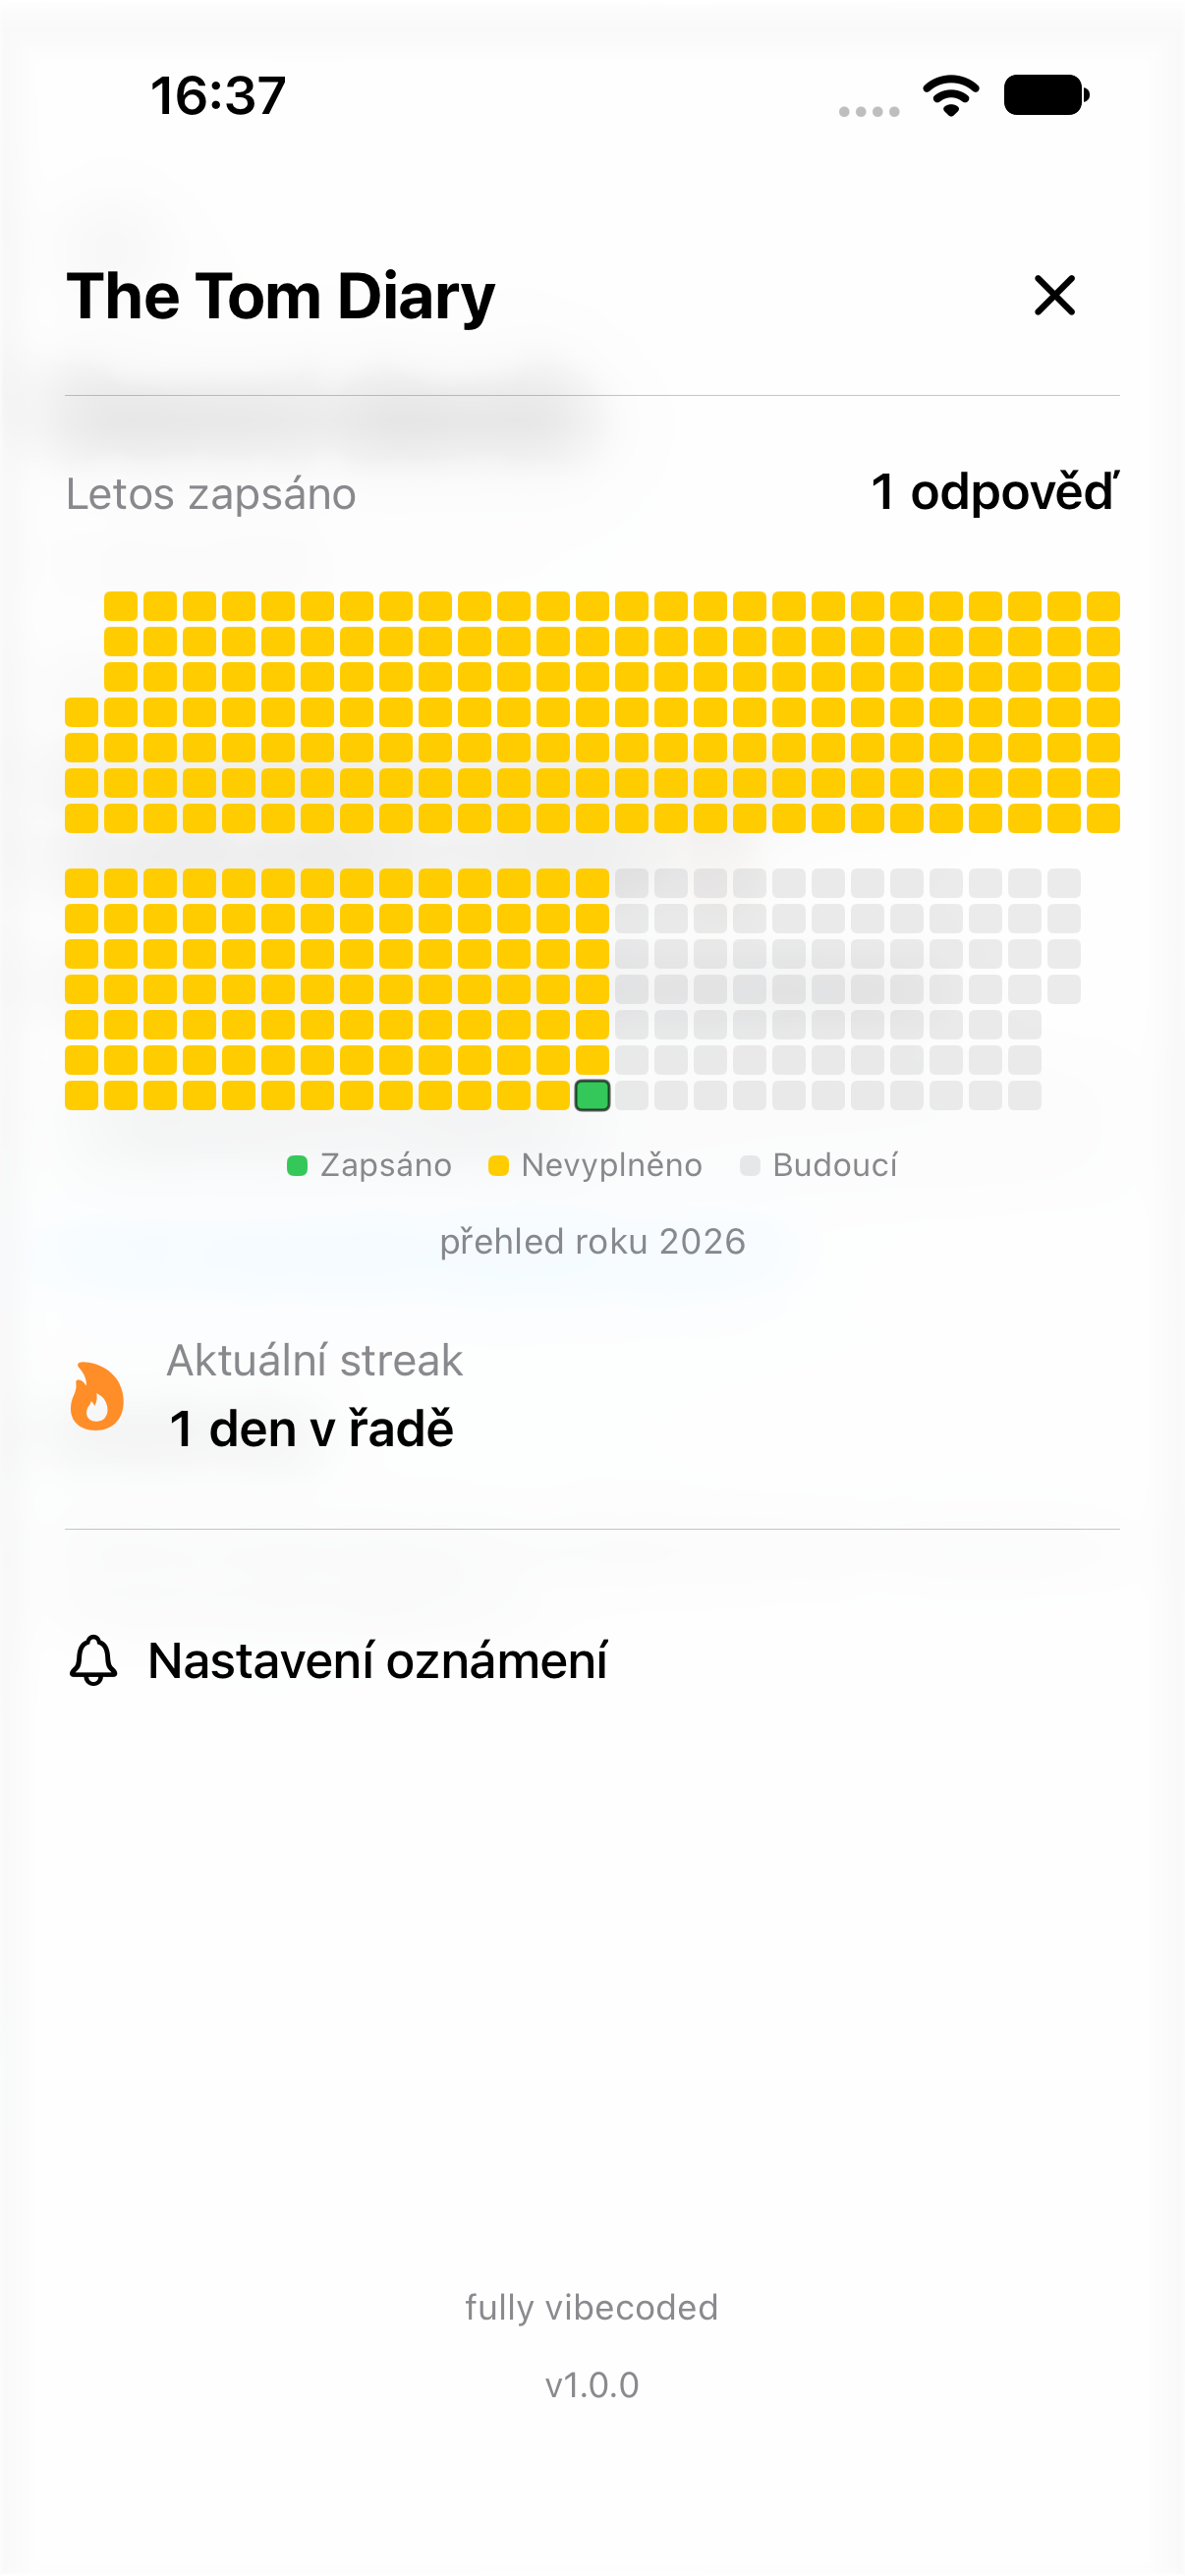 16:37
The Tom Diary
Letos zapsáno
1 odpověď
Zapsáno
Nevyplněno
Budoucí
přehled roku 2026
Aktuální streak
1 den v řadě
Nastavení oznámení
fully vibecoded
v1.0.0